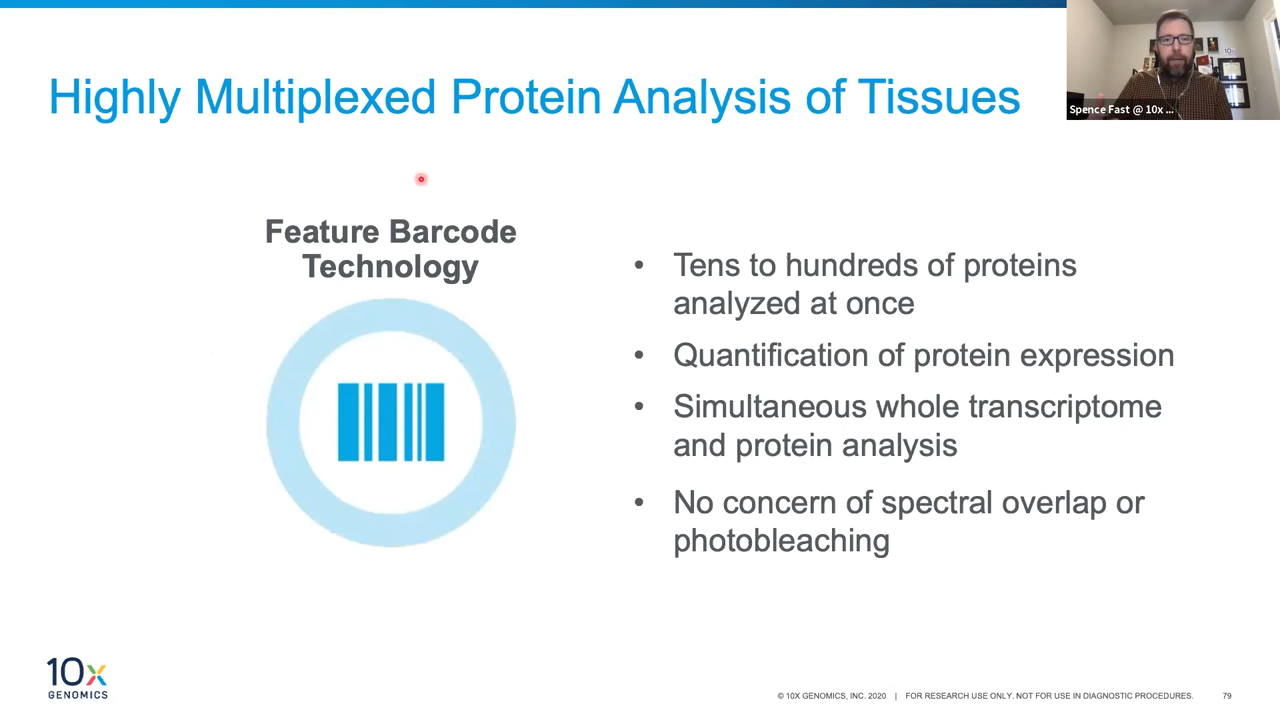 Highly Multiplexed Protein Analysis of Tissues
Spence Fast @ 10x ...
Feature Barcode
Technology
• Tens to hundreds of proteins
analyzed at once
• Quantification of protein expression
• Simultaneous whole transcriptome
and protein analysis
• No concern of spectral overlap or
photobleaching
10x
GENOMICS
© 10X GENOMICS, INC. 2020 | FOR RESEARCH USE ONLY. NOT FOR USE IN DIAGNOSTIC PROCEDURES. 79